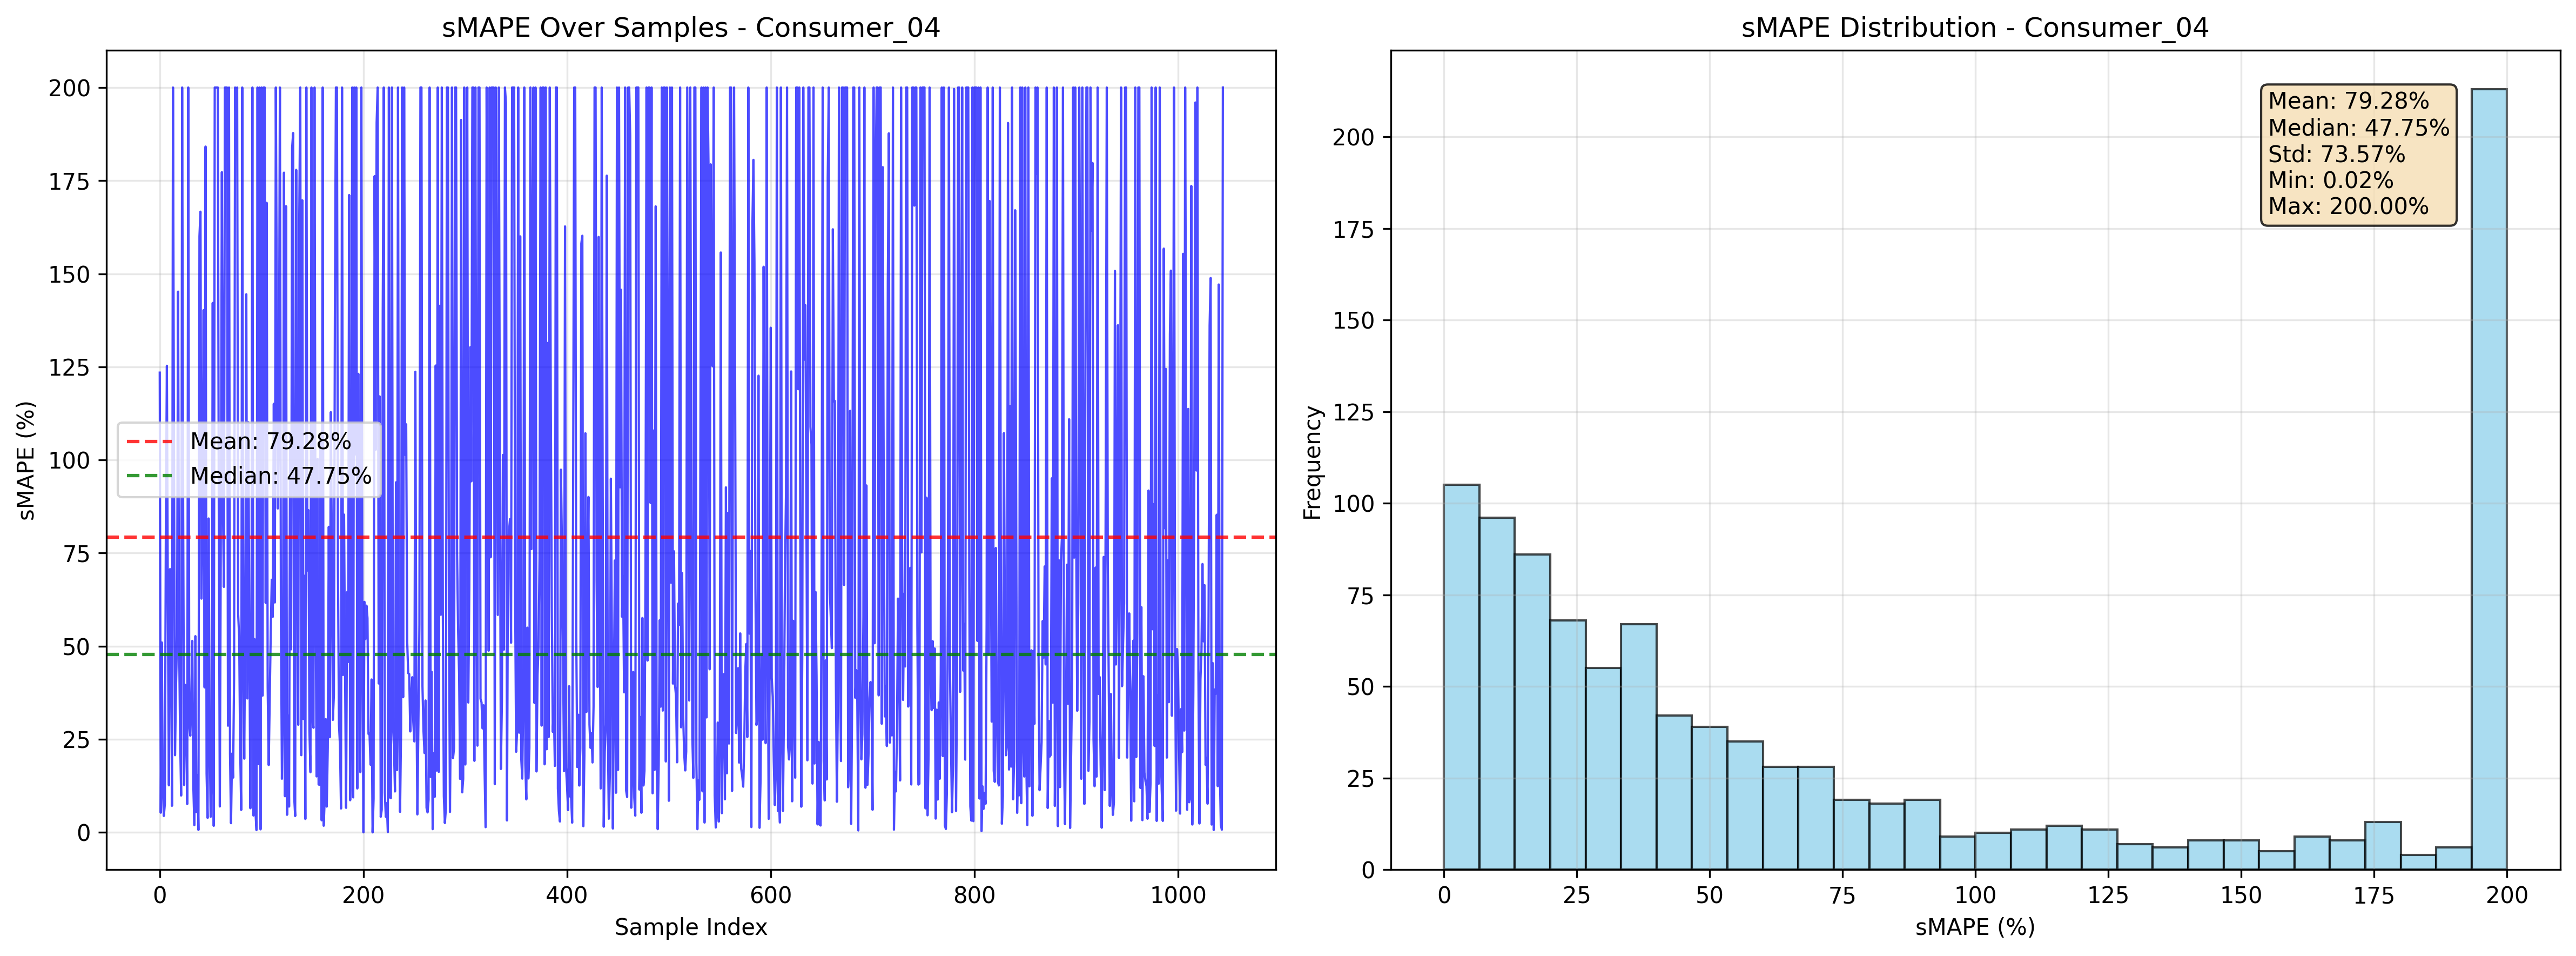 sMAPE Over Samples - Consumer_04
sMAPE (%)
200
175
150
125
100
75
50
25
0
Mean: 79.28%
Median: 47.75%
0
200
400
600
800
1000
Sample Index
sMAPE Distribution - Consumer_04
Frequency
200
175
150
125
100
75
50
25
0
Mean: 79.28%
Median: 47.75%
Std: 73.57%
Min: 0.02%
Max: 200.00%
0
25
50
75
100
125
150
175
200
sMAPE (%)